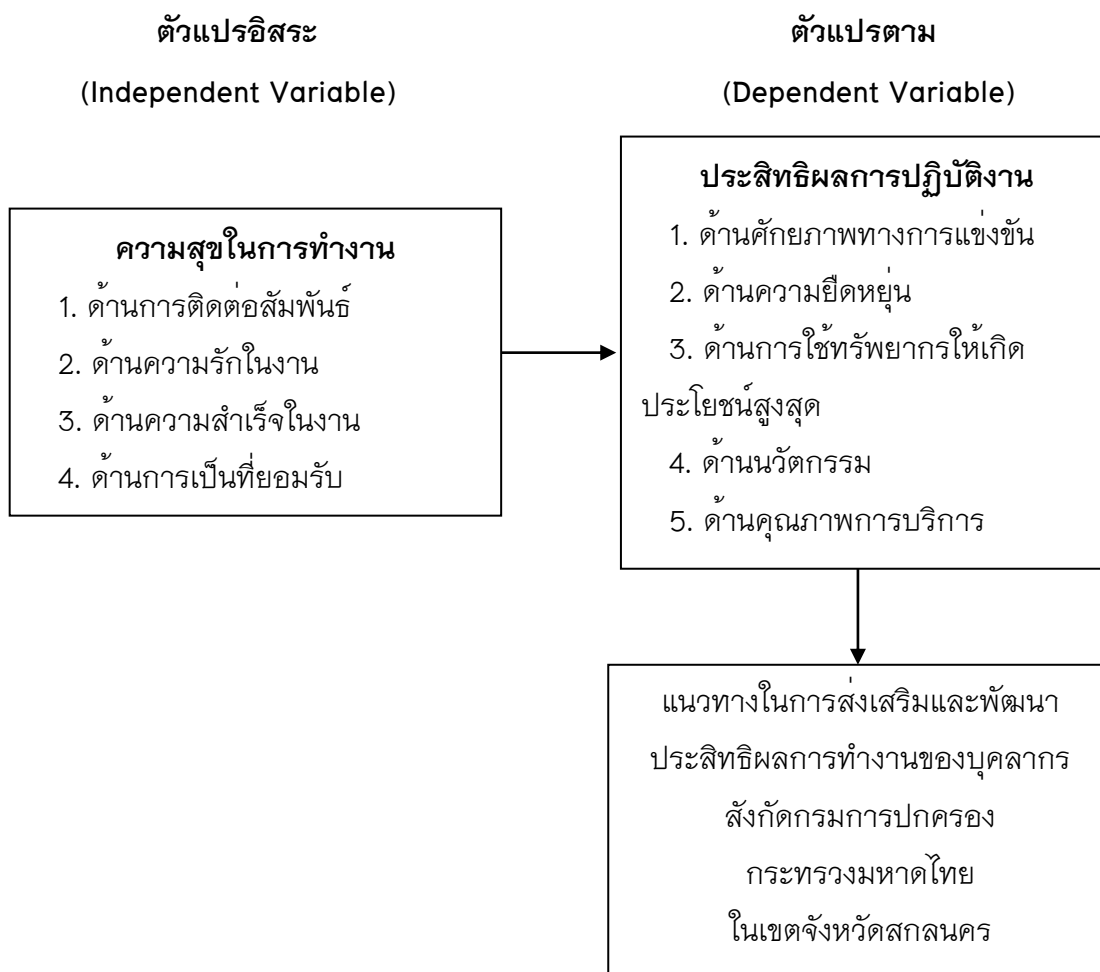 ตัวแปรอิสระ
(Independent Variable)
ความสุขในการทำงาน
1. ด้านการติดต่อสัมพันธ์
2. ด้านความรักในงาน
3. ด้านความสำเร็จในงาน
4. ด้านการเป็นที่ยอมรับ
ตัวแปรตาม
(Dependent Variable)
ประสิทธิผลการปฏิบัติงาน
1. ด้านศักยภาพทางการแข่งขัน
2. ด้านความยืดหยุ่น
3. ด้านการใช้ทรัพยากรให้เกิด
ประโยชน์สูงสุด
4. ด้านนวัตกรรม
5. ด้านคุณภาพการบริการ
แนวทางในการส่งเสริมและพัฒนา
ประสิทธิผลการทำงานของบุคลากร
สังกัดกรมการปกครอง
กระทรวงมหาดไทย
ในเขตจังหวัดสกลนคร